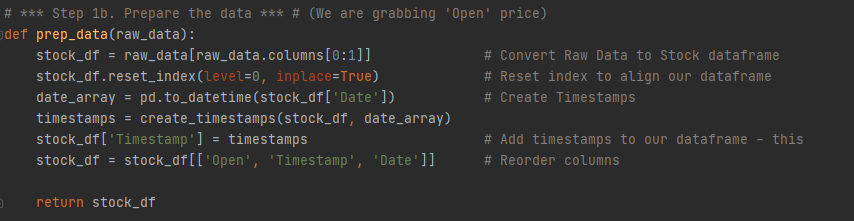 # *** Step 1b. Prepare the data *** # (We are grabbing 'Open' price)
def prep_data(raw_data):
    stock_df = raw_data[raw_data.columns[0:1]]              # Convert Raw Data to Stock dataframe
    stock_df.reset_index(level=0, inplace=True)             # Reset index to align our dataframe
    date_array = pd.to_datetime(stock_df['Date'])           # Create Timestamps
    timestamps = create_timestamps(stock_df, date_array)
    stock_df['Timestamp'] = timestamps                      # Add timestamps to our dataframe - this
    stock_df = stock_df[['Open', 'Timestamp', 'Date']]      # Reorder columns
    return stock_df